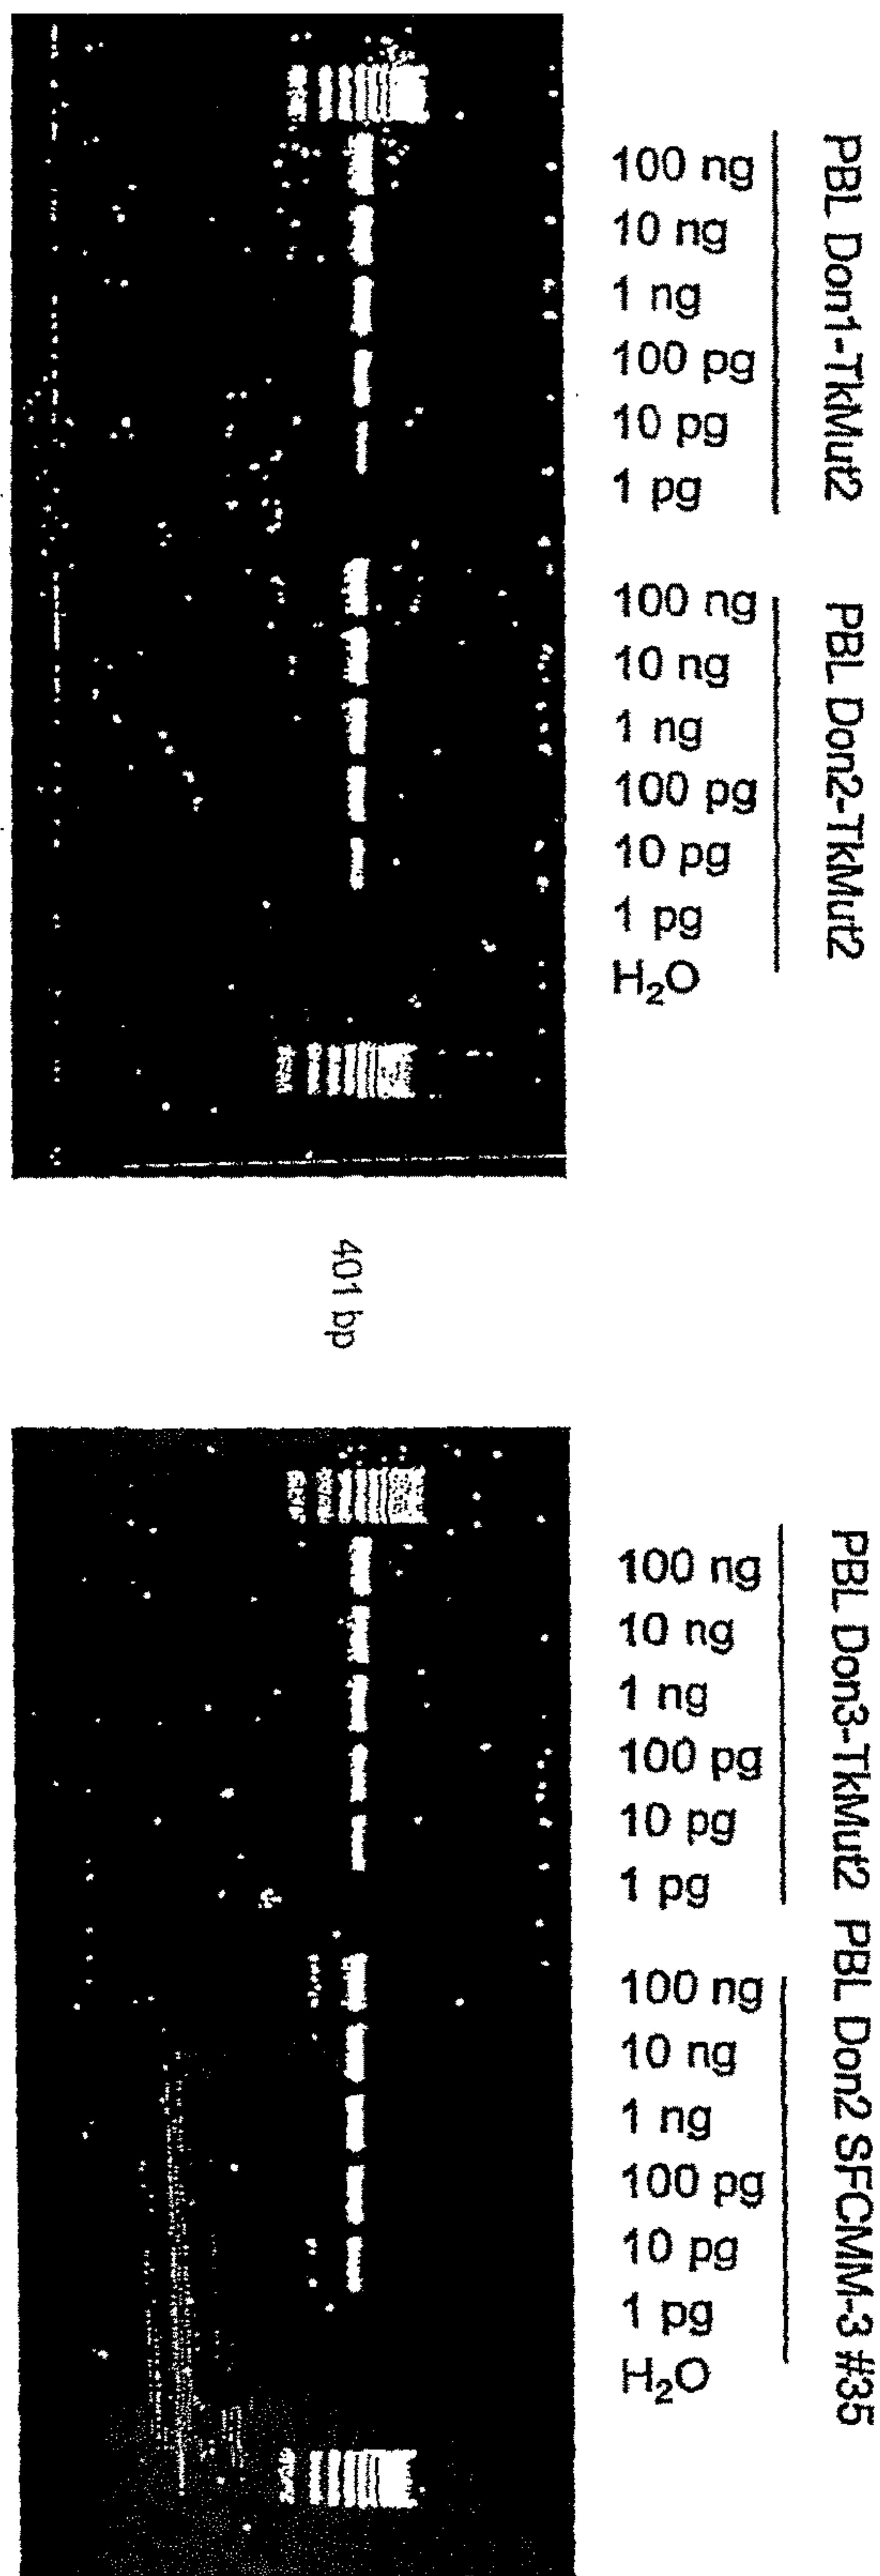 PBL Don1-TkMut2
100 ng
10 ng
1 ng
100 pg
10 pg
1 pg
PBL Don2-TkMut2
100 ng
10 ng
1 ng
100 pg
10 pg
1 pg
H₂O
401 bp
PBL Don3-TkMut2
100 ng
10 ng
1 ng
100 pg
10 pg
1 pg
PBL Don2 SFCMM-3 #35
100 ng
10 ng
1 ng
100 pg
10 pg
1 pg
H₂O